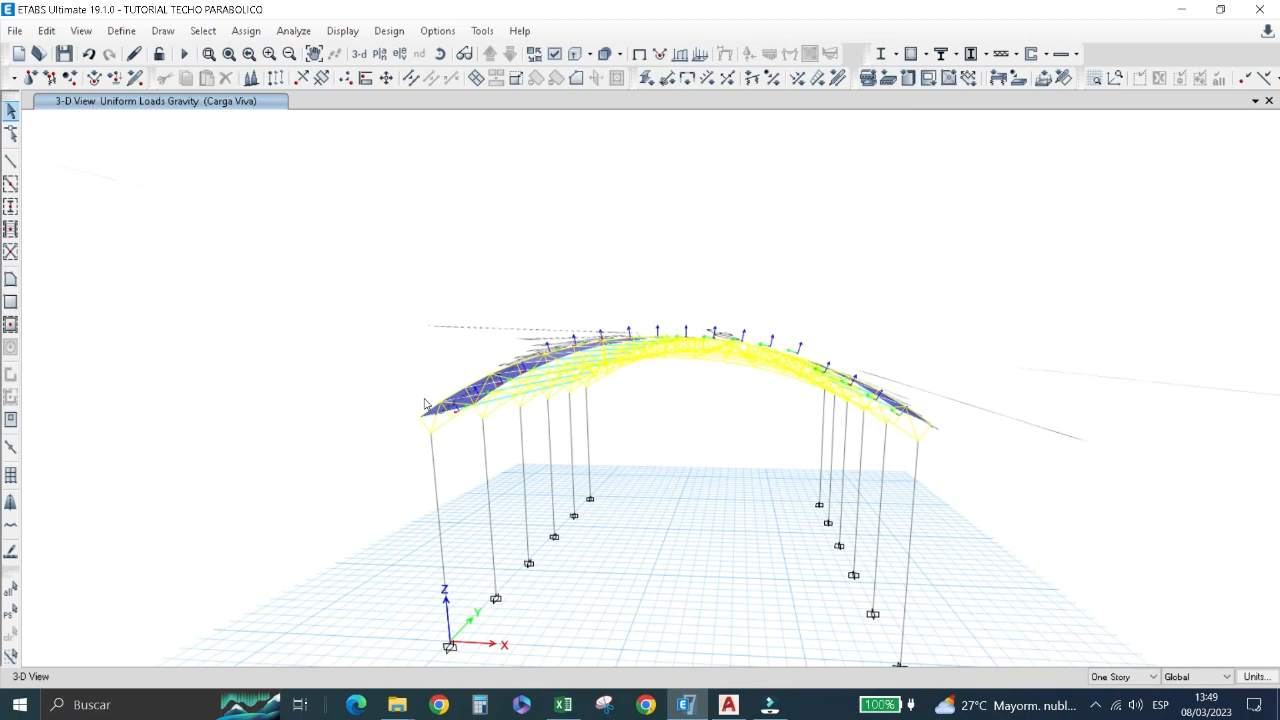 ETABS Ultimate 19.1.0 - TUTORIAL TECHO PARABOLICO
File Edit View Define Draw Select Assign Analyze Display Design Options Tools Help
3-d nd
3-D View Uniform Loads Gravity (Carga Viva)
Z
Y
X
3-D View One Story Global Units...
Buscar 100% 27°C Mayorm. nubl... ESP 13:49
08/03/2023